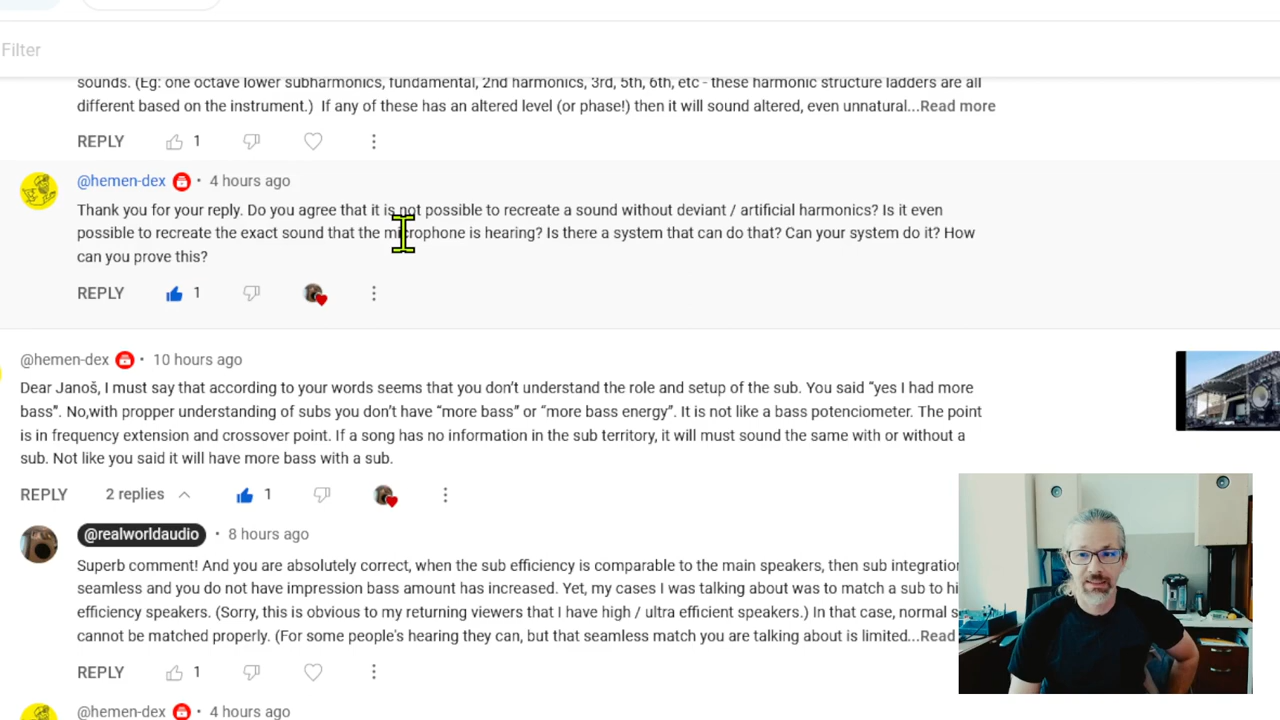 Filter
sounds. (Eg: one octave lower subharmonics, fundamental, 2nd harmonics, 3rd, 5th, 6th, etc - these harmonic structure ladders are all
different based on the instrument.) If any of these has an altered level (or phase!) then it will sound altered, even unnatural...Read more
REPLY 1
@hemen-dex • 4 hours ago
Thank you for your reply. Do you agree that it is not possible to recreate a sound without deviant / artificial harmonics? Is it even
possible to recreate the exact sound that the microphone is hearing? Is there a system that can do that? Can your system do it? How
can you prove this?
REPLY 1
@hemen-dex • 10 hours ago
Dear Janoš, I must say that according to your words seems that you don't understand the role and setup of the sub. You said “yes I had more
bass”. No,with propper understanding of subs you don't have “more bass” or “more bass energy”. It is not like a bass potenciometer. The point
is in frequency extension and crossover point. If a song has no information in the sub territory, it will must sound the same with or without a
sub. Not like you said it will have more bass with a sub.
REPLY 2 replies 1
@realworldaudio • 8 hours ago
Superb comment! And you are absolutely correct, when the sub efficiency is comparable to the main speakers, then sub integration
seamless and you do not have impression bass amount has increased. Yet, my cases I was talking about was to match a sub to hi
efficiency speakers. (Sorry, this is obvious to my returning viewers that I have high / ultra efficient speakers.) In that case, normal s
cannot be matched properly. (For some people's hearing they can, but that seamless match you are talking about is limited...Read
REPLY 1
@hemen-dex • 4 hours ago